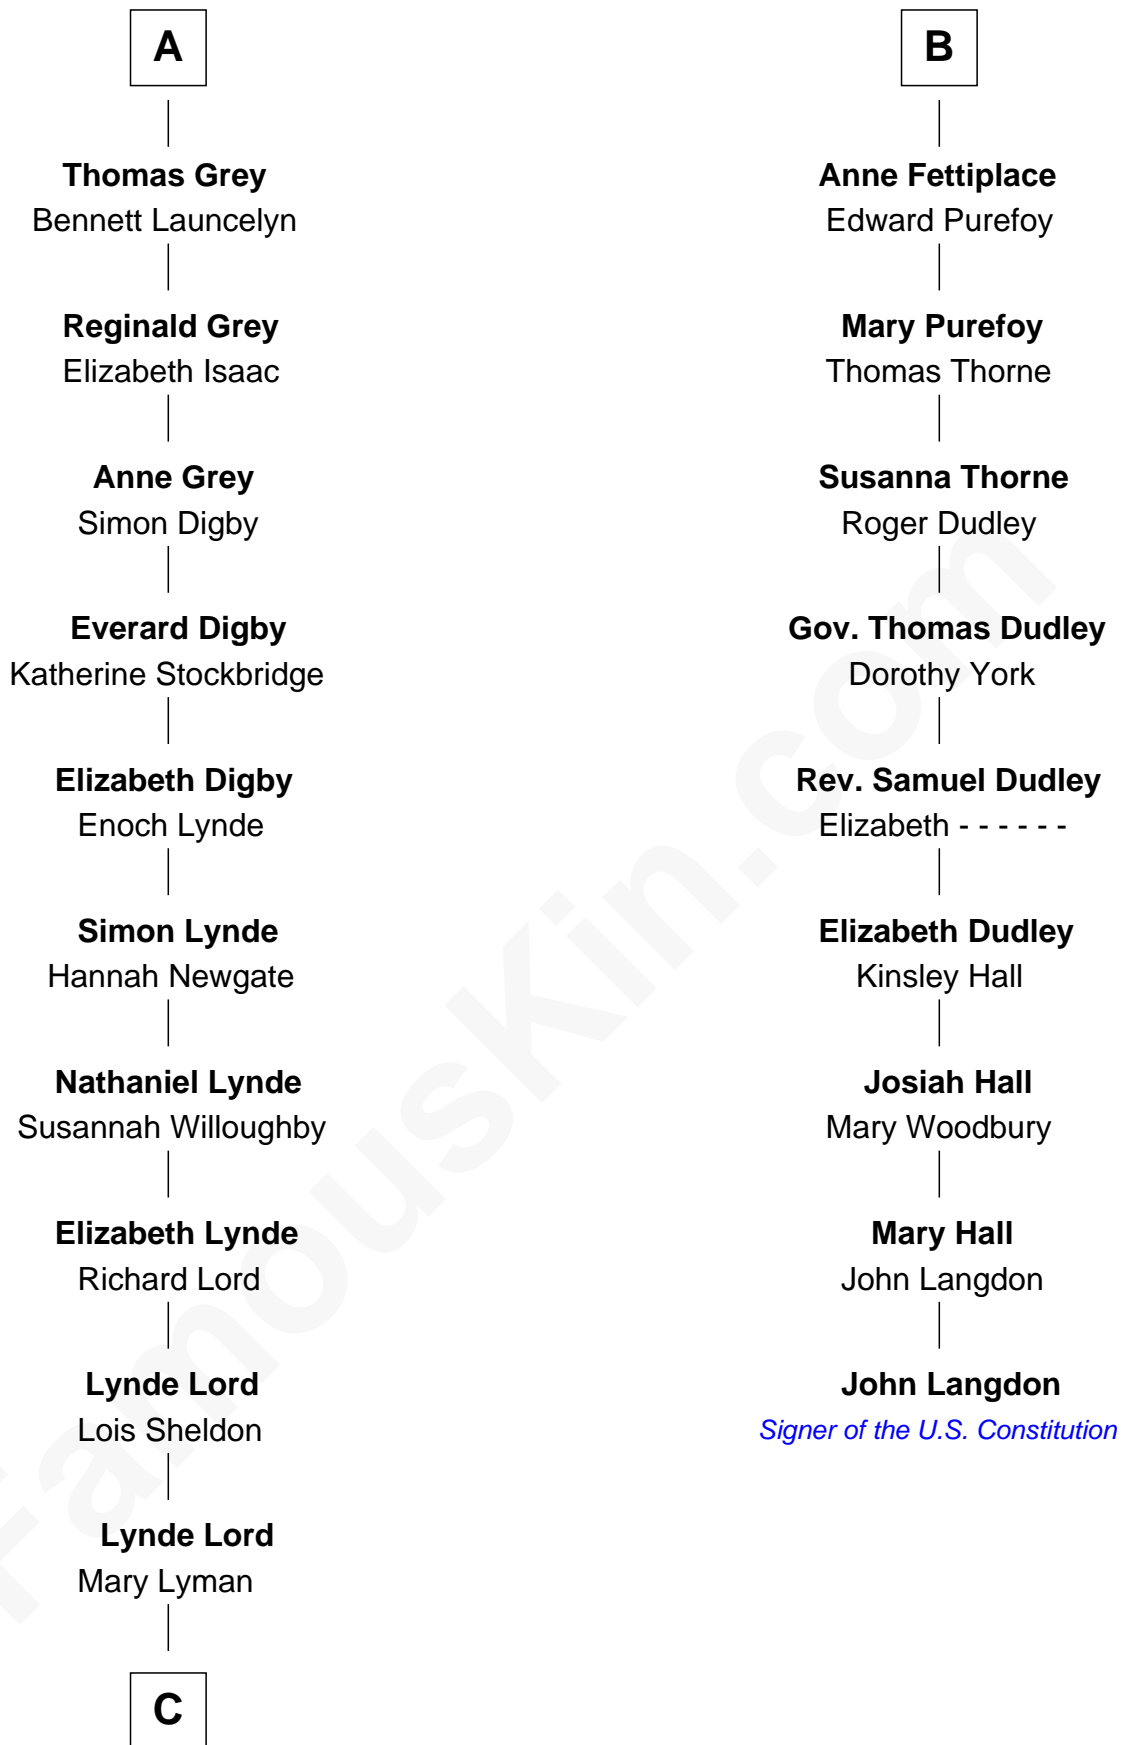 A
Thomas Grey
Bennett Launcelyn
Reginald Grey
Elizabeth Isaac
Anne Grey
Simon Digby
Everard Digby
Katherine Stockbridge
Elizabeth Digby
Enoch Lynde
Simon Lynde
Hannah Newgate
Nathaniel Lynde
Susannah Willoughby
Elizabeth Lynde
Richard Lord
Lynde Lord
Lois Sheldon
Lynde Lord
Mary Lyman
C
B
Anne Fettiplace
Edward Purefoy
Mary Purefoy
Thomas Thorne
Susanna Thorne
Roger Dudley
Gov. Thomas Dudley
Dorothy York
Rev. Samuel Dudley
Elizabeth - - - - - -
Elizabeth Dudley
Kinsley Hall
Josiah Hall
Mary Woodbury
Mary Hall
John Langdon
John Langdon
Signer of the U.S. Constitution
FamousKin.com